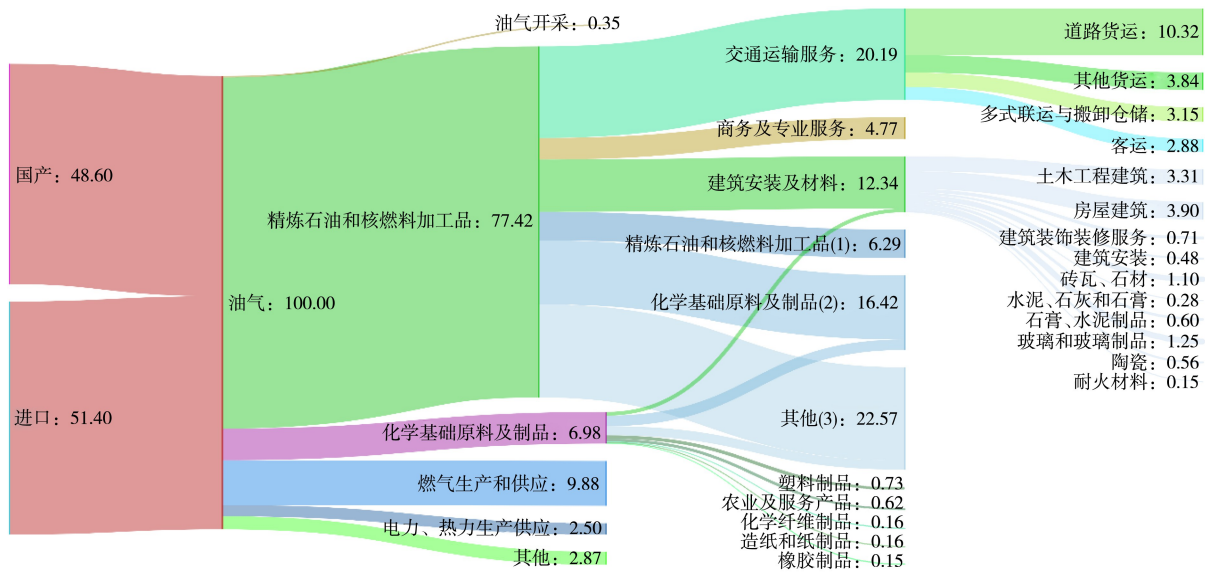 国产：48.60
进口：51.40
油气：100.00
油气开采：0.35
精炼石油和核燃料加工品：77.42
化学基础原料及制品：6.98
燃气生产和供应：9.88
电力、热力生产供应：2.50
其他：2.87
交通运输服务：20.19
商务及专业服务：4.77
建筑安装及材料：12.34
精炼石油和核燃料加工品(1)：6.29
化学基础原料及制品(2)：16.42
其他(3)：22.57
塑料制品：0.73
农业及服务产品：0.62
化学纤维制品：0.16
造纸和纸制品：0.16
橡胶制品：0.15
道路货运：10.32
其他货运：3.84
多式联运与搬卸仓储：3.15
客运：2.88
土木工程建筑：3.31
房屋建筑：3.90
建筑装饰装修服务：0.71
建筑安装：0.48
砖瓦、石材：1.10
水泥、石灰和石膏：0.28
石膏、水泥制品：0.60
玻璃和玻璃制品：1.25
陶瓷：0.56
耐火材料：0.15